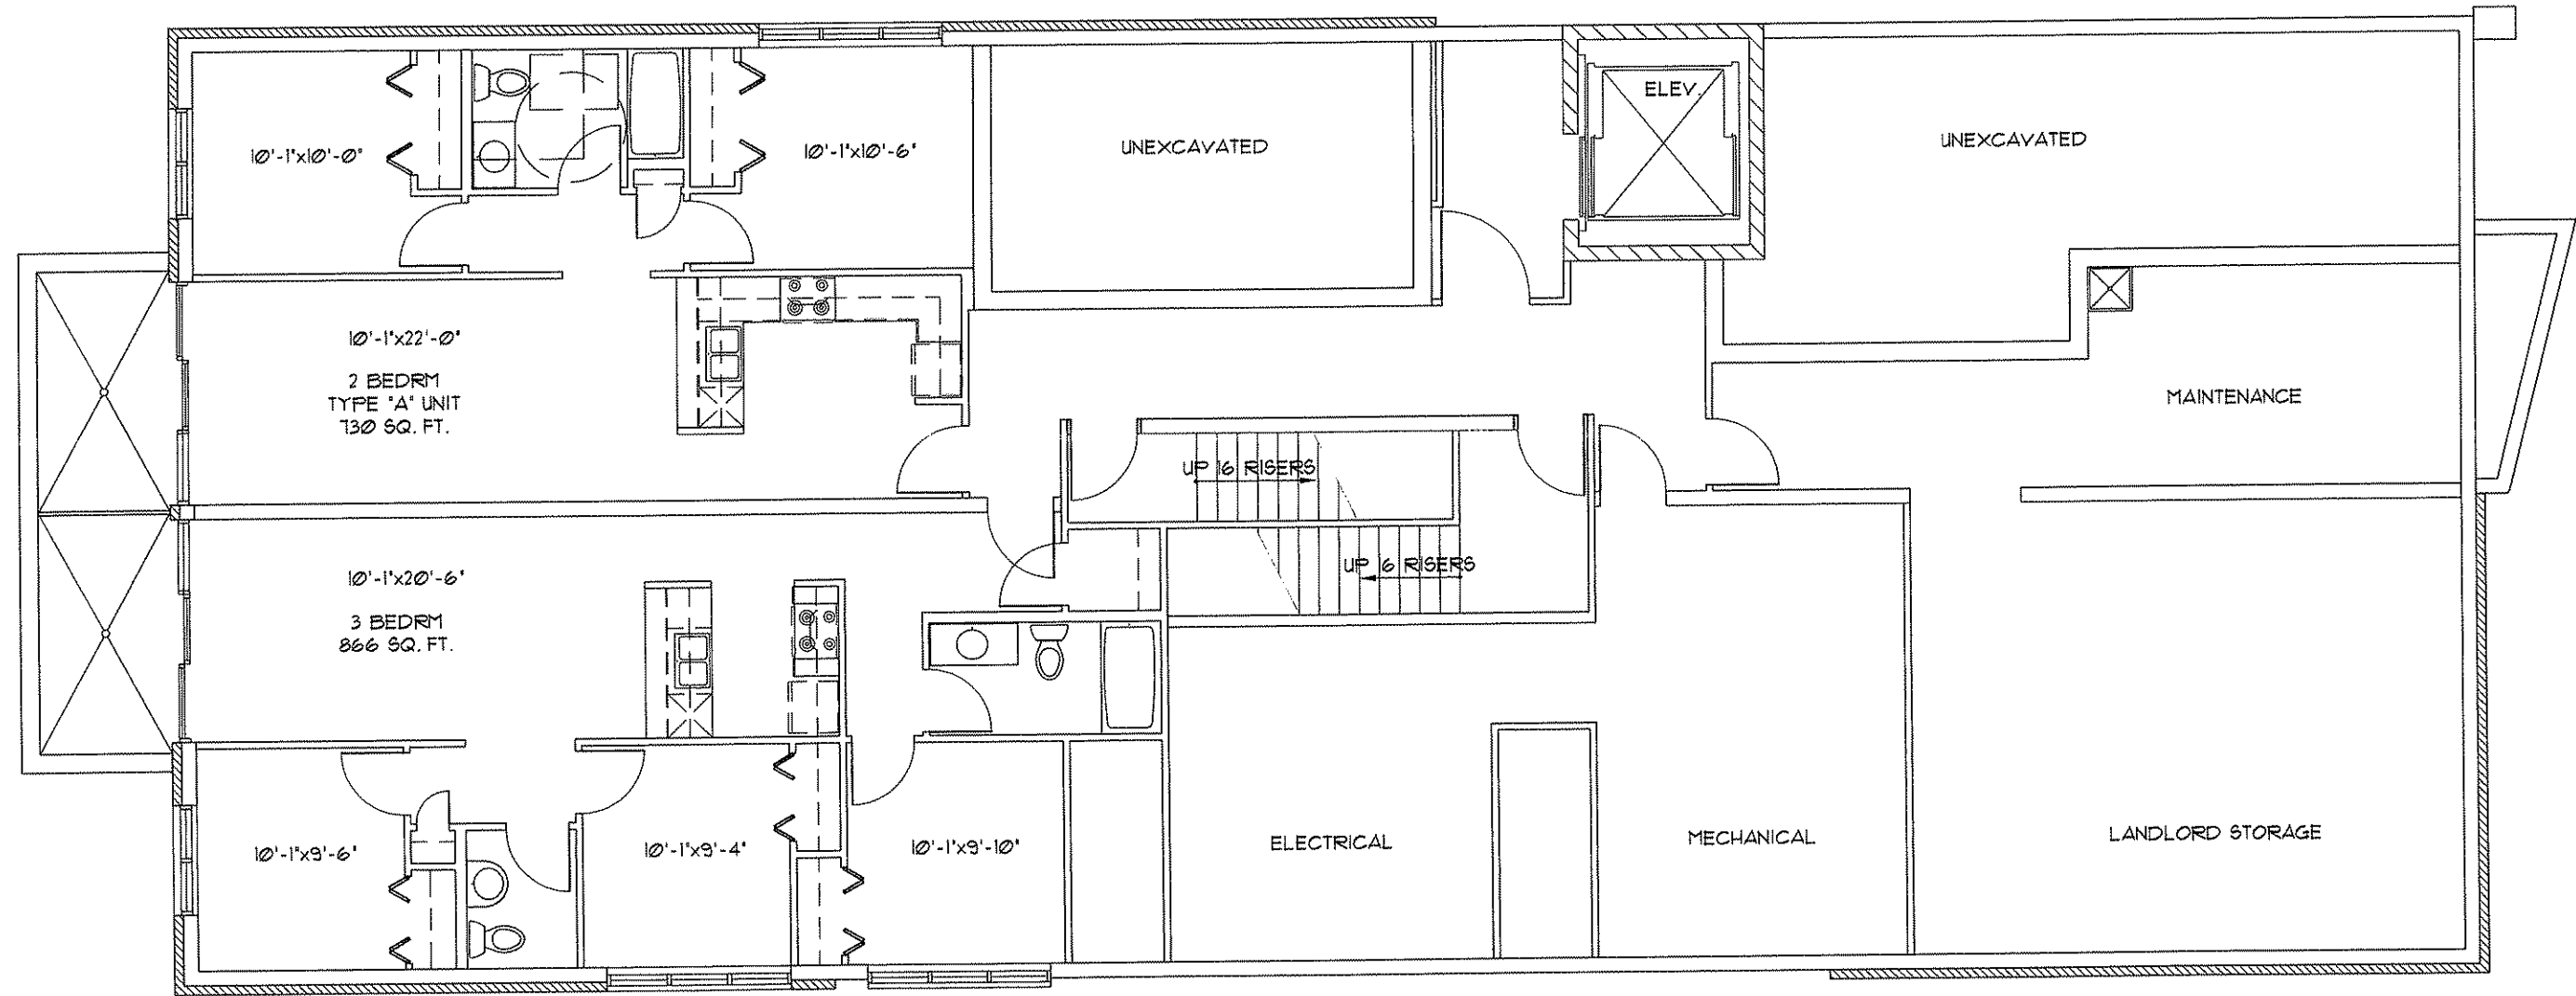 ELEV.
UNEXCAVATED
UNEXCAVATED
10'-1"x10'-0"
10'-1"x10'-6"
10'-1"x22'-0"
2 BEDRM
TYPE "A" UNIT
730 SQ. FT.
MAINTENANCE
UP 16 RISERS
UP 6 RISERS
10'-1"x20'-6"
3 BEDRM
866 SQ. FT.
10'-1"x9'-6"
10'-1"x9'-4"
10'-1"x9'-10"
ELECTRICAL
MECHANICAL
LANDLORD STORAGE